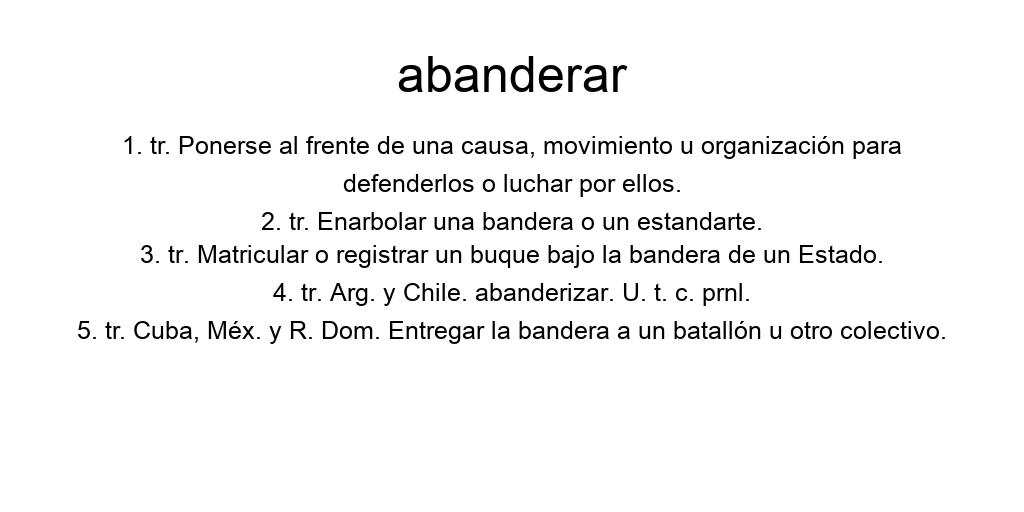 abanderar
1. tr. Ponerse al frente de una causa, movimiento u organización para
defenderlos o luchar por ellos.
2. tr. Enarbolar una bandera o un estandarte.
3. tr. Matricular o registrar un buque bajo la bandera de un Estado.
4. tr. Arg. y Chile. abanderizar. U. t. c. prnl.
5. tr. Cuba, Méx. y R. Dom. Entregar la bandera a un batallón u otro colectivo.